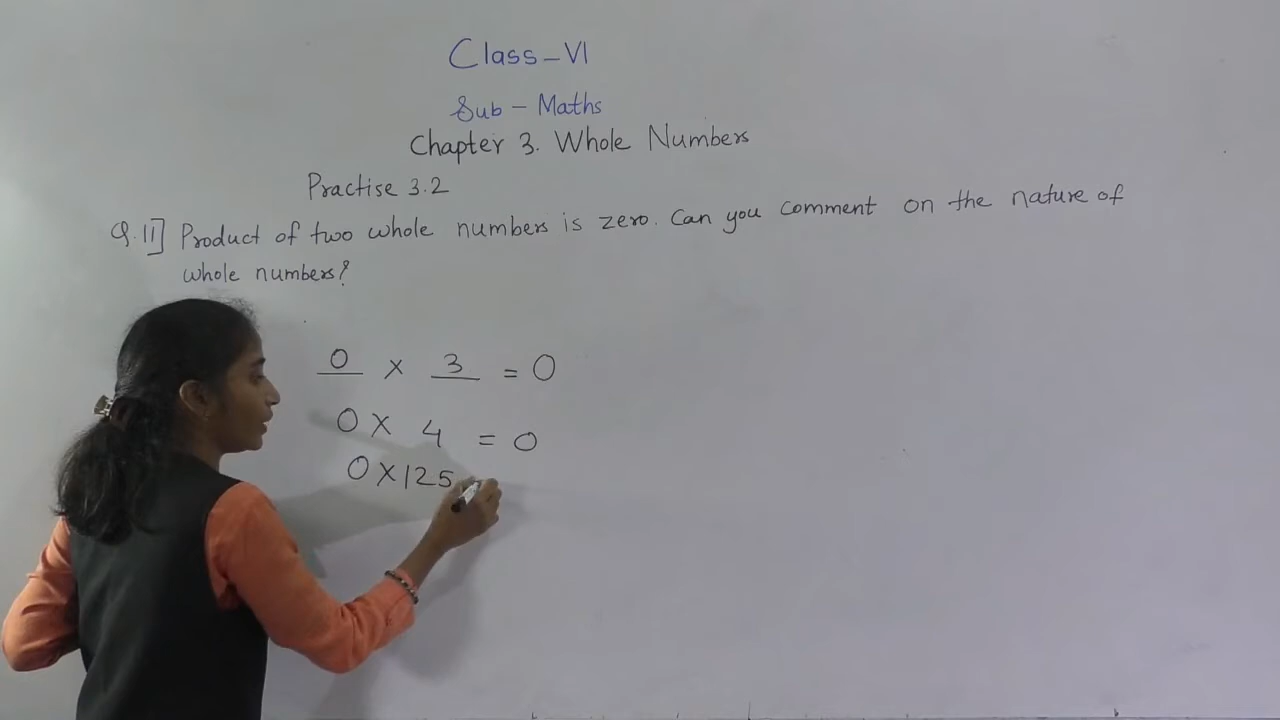 Class-VI
Sub - Maths
Chapter 3. Whole Numbers
Practise 3.2
Q.11] Product of two whole numbers is zero. Can you comment on the nature of
whole numbers?
0 × 3 = 0
0 × 4 = 0
0 × 125